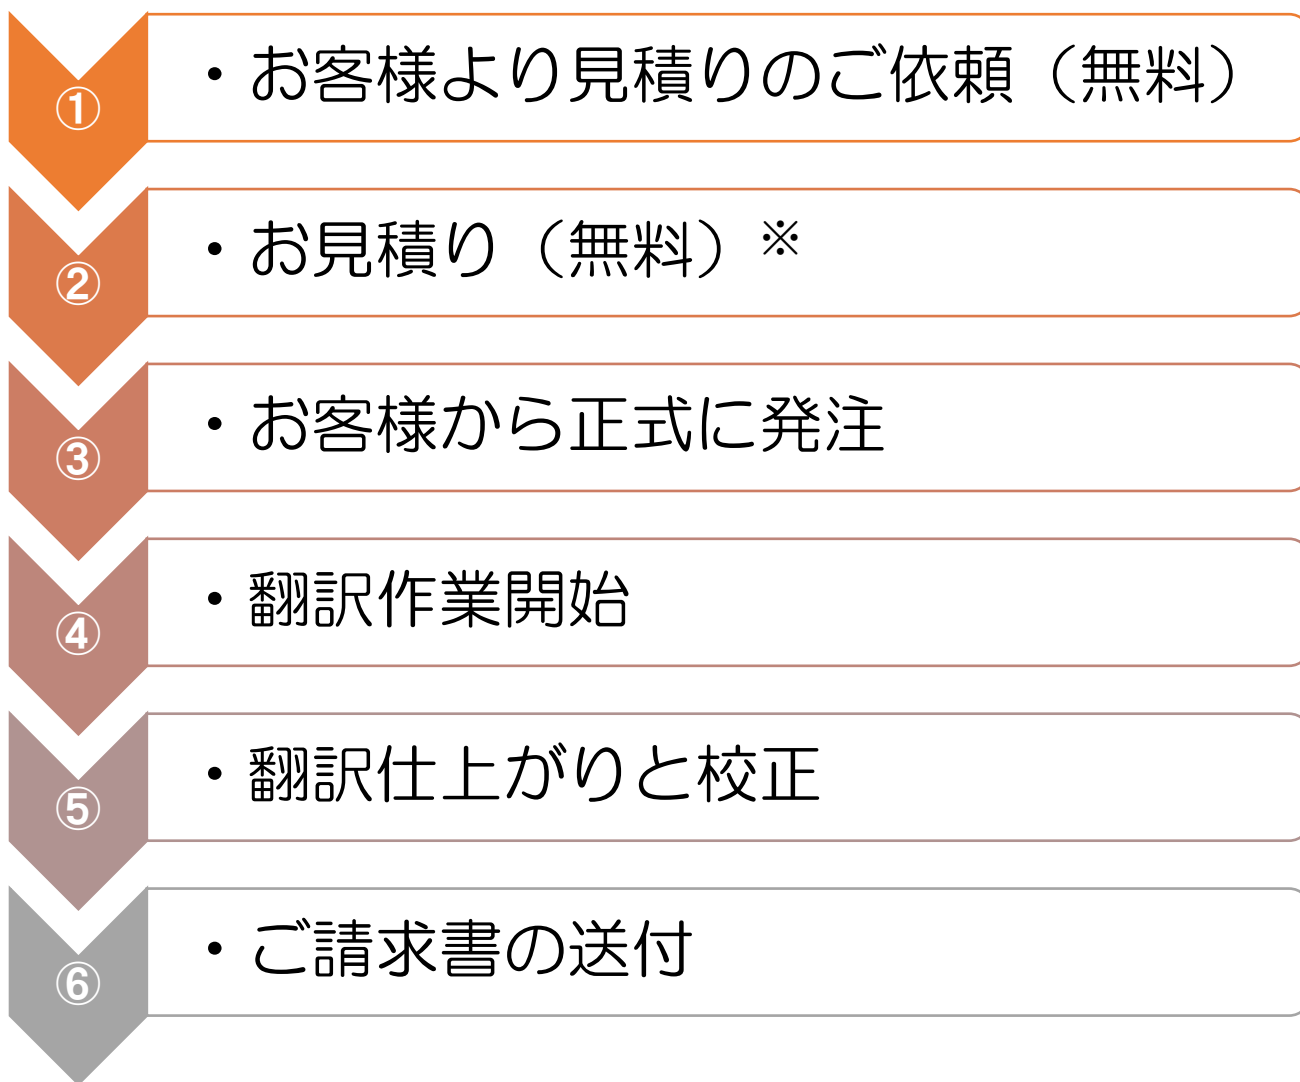 ①
・お客様より見積りのご依頼（無料）
②
・お見積り（無料）※
③
・お客様から正式に発注
④
・翻訳作業開始
⑤
・翻訳仕上がりと校正
⑥
・ご請求書の送付